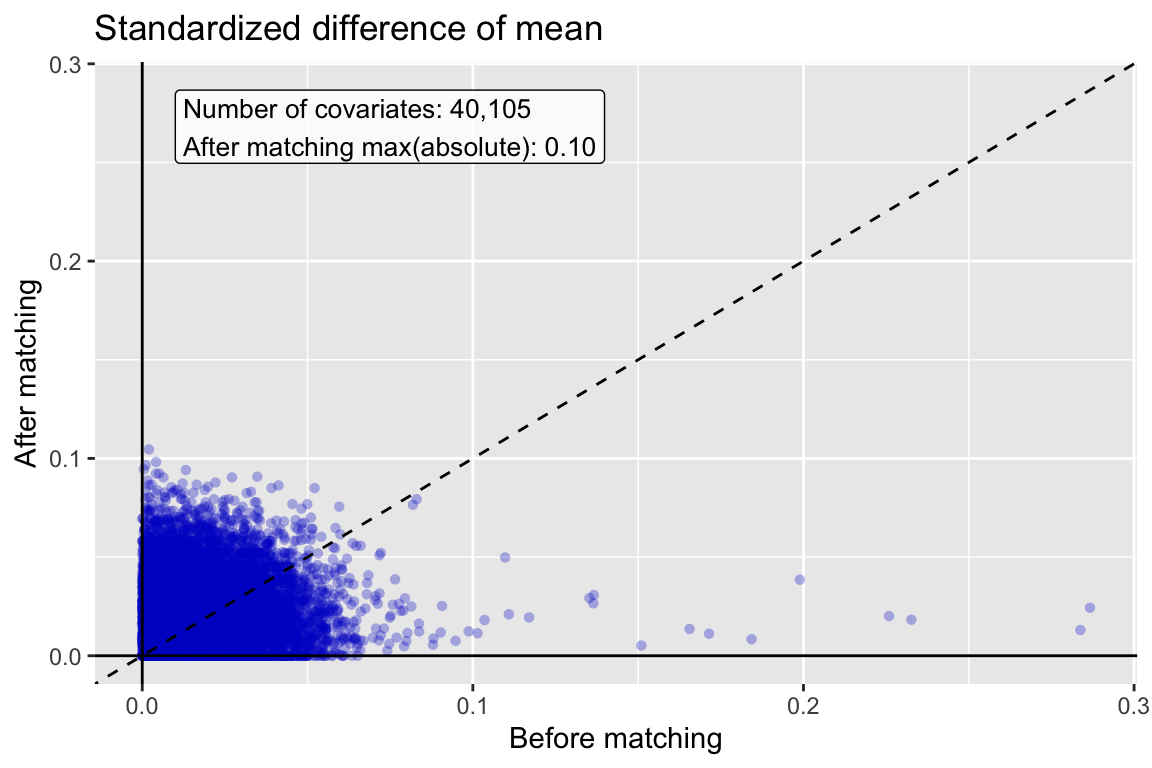 Standardized difference of mean
Number of covariates: 40,105
After matching max(absolute): 0.10
0.3
0.2
0.1
0.0
After matching
0.0
0.1
0.2
0.3
Before matching